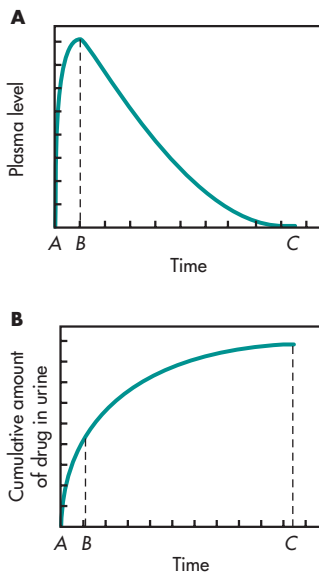 A
Plasma level
A B C
Time
B
Cumulative amount
of drug in urine
A B C
Time